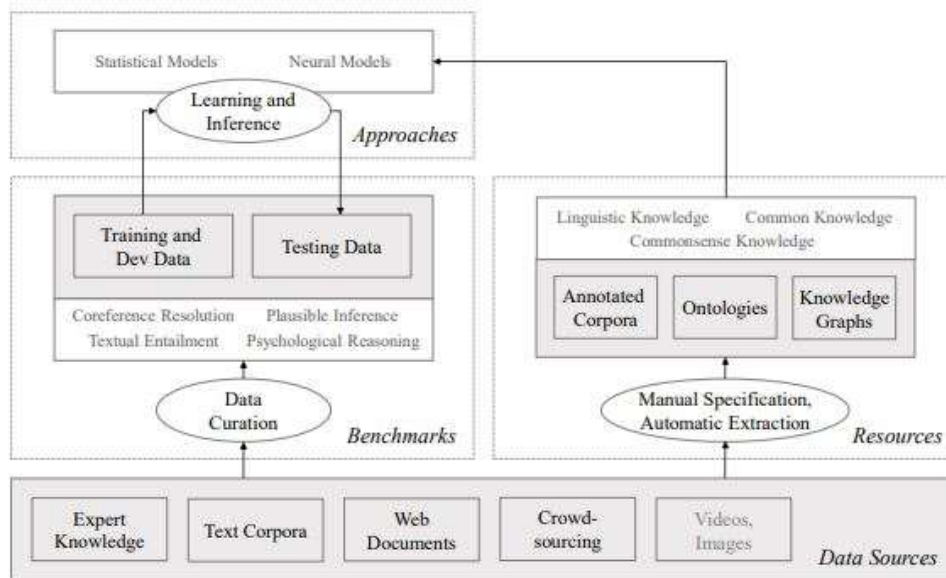 Statistical Models Neural Models
Learning and
Inference
Approaches
Training and
Dev Data
Testing Data
Coreference Resolution Plausible Inference
Textual Entailment Psychological Reasoning
Data
Curation
Benchmarks
Linguistic Knowledge Common Knowledge
Commonsense Knowledge
Annotated
Corpora
Ontologies
Knowledge
Graphs
Manual Specification,
Automatic Extraction
Resources
Expert
Knowledge
Text Corpora
Web
Documents
Crowd-
sourcing
Videos,
Images
Data Sources